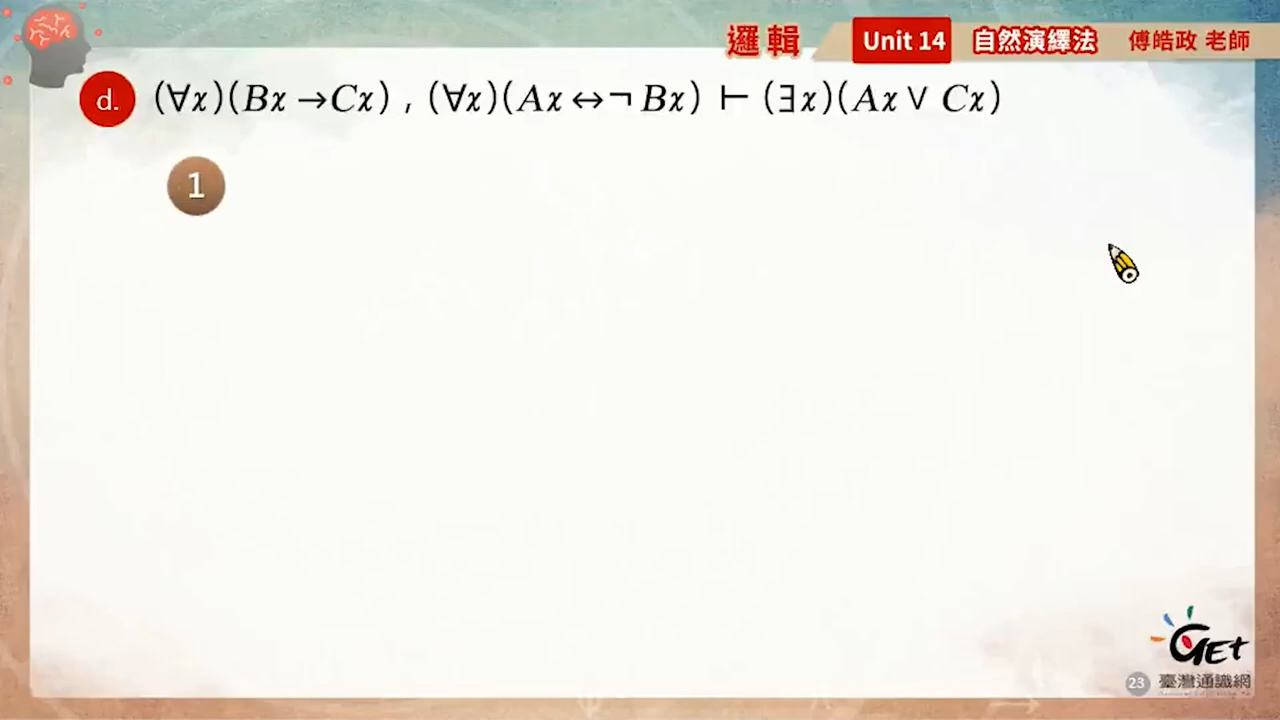 邏輯 Unit 14 自然演繹法 傅皓政 老師
d. (∀x)(Bx →Cx) , (∀x)(Ax ↔¬ Bx) ⊢ (∃x)(Ax ∨ Cx)
1
GET
23 臺灣通識網